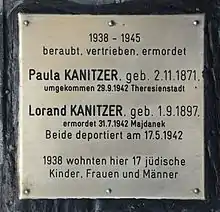 1938 - 1945
beraubt, vertrieben, ermordet
Paula KANITZER, geb. 2.11.1871.
umgekommen 29.9.1942 Theresienstadt
Lorand KANITZER, geb. 1.9.1897.
ermordet 31.7.1942 Majdanek
Beide deportiert am 17.5.1942
1938 wohnten hier 17 jüdische
Kinder, Frauen und Männer